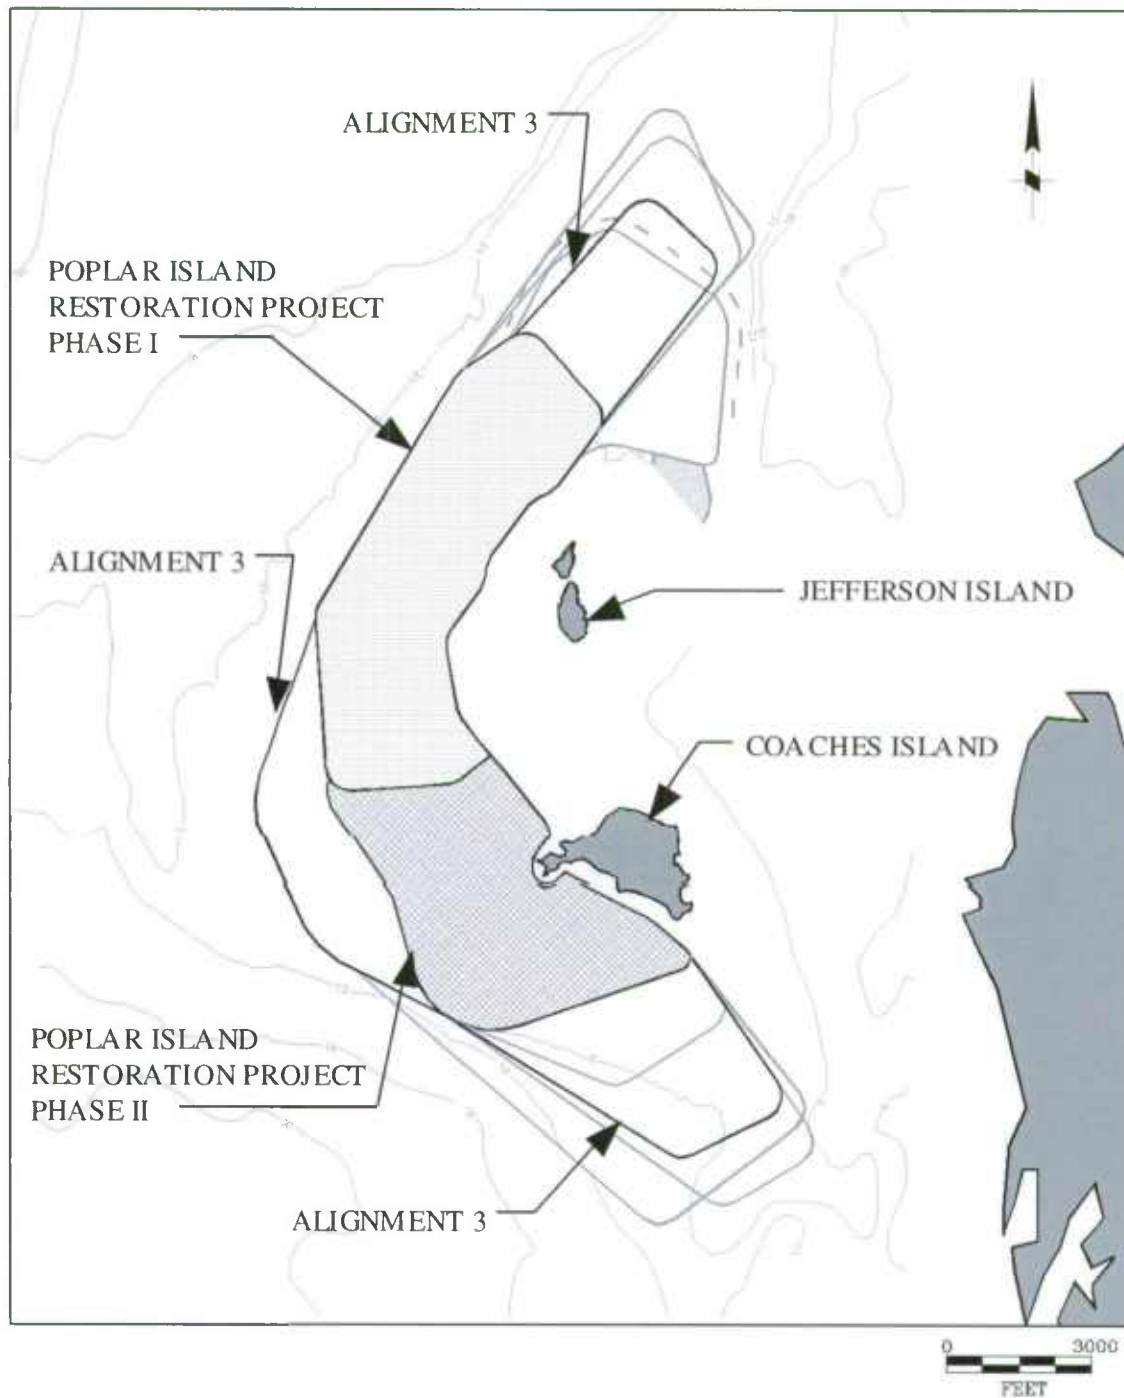 ALIGNMENT 3
POPLAR ISLAND
RESTORATION PROJECT
PHASE I
ALIGNMENT 3
JEFFERSON ISLAND
COACHES ISLAND
POPLAR ISLAND
RESTORATION PROJECT
PHASE II
ALIGNMENT 3
0 3000
FEET